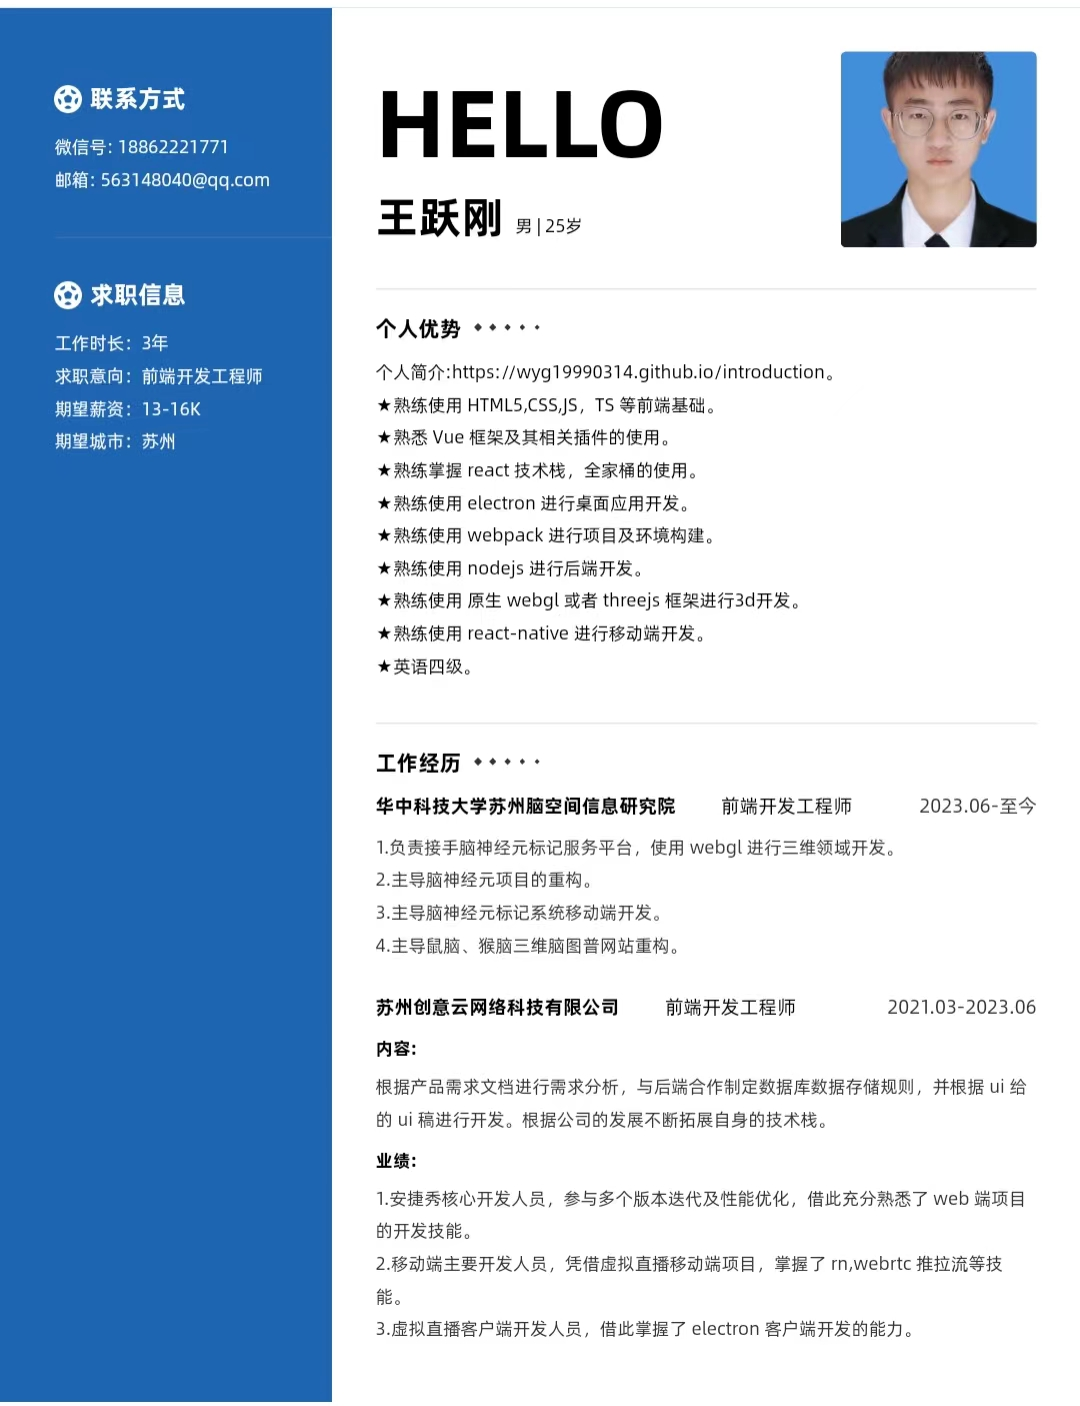 联系方式
微信号: 18862221771
邮箱: 563148040@qq.com
求职信息
工作时长：3年
求职意向：前端开发工程师
期望薪资：13-16K
期望城市：苏州
HELLO
王跃刚 男 | 25岁
个人优势
个人简介:https://wyg19990314.github.io/introduction。
★熟练使用 HTML5,CSS,JS，TS 等前端基础。
★熟悉 Vue 框架及其相关插件的使用。
★熟练掌握 react 技术栈，全家桶的使用。
★熟练使用 electron 进行桌面应用开发。
★熟练使用 webpack 进行项目及环境构建。
★熟练使用 nodejs 进行后端开发。
★熟练使用 原生 webgl 或者 threejs 框架进行3d开发。
★熟练使用 react-native 进行移动端开发。
★英语四级。
工作经历
华中科技大学苏州脑空间信息研究院 前端开发工程师 2023.06-至今
1.负责接手脑神经元标记服务平台，使用 webgl 进行三维领域开发。
2.主导脑神经元项目的重构。
3.主导脑神经元标记系统移动端开发。
4.主导鼠脑、猴脑三维脑图普网站重构。
苏州创意云网络科技有限公司 前端开发工程师 2021.03-2023.06
内容:
根据产品需求文档进行需求分析，与后端合作制定数据库数据存储规则，并根据 ui 给
的 ui 稿进行开发。根据公司的发展不断拓展自身的技术栈。
业绩:
1.安捷秀核心开发人员，参与多个版本迭代及性能优化，借此充分熟悉了 web 端项目
的开发技能。
2.移动端主要开发人员，凭借虚拟直播移动端项目，掌握了 rn,webrtc 推拉流等技
能。
3.虚拟直播客户端开发人员，借此掌握了 electron 客户端开发的能力。